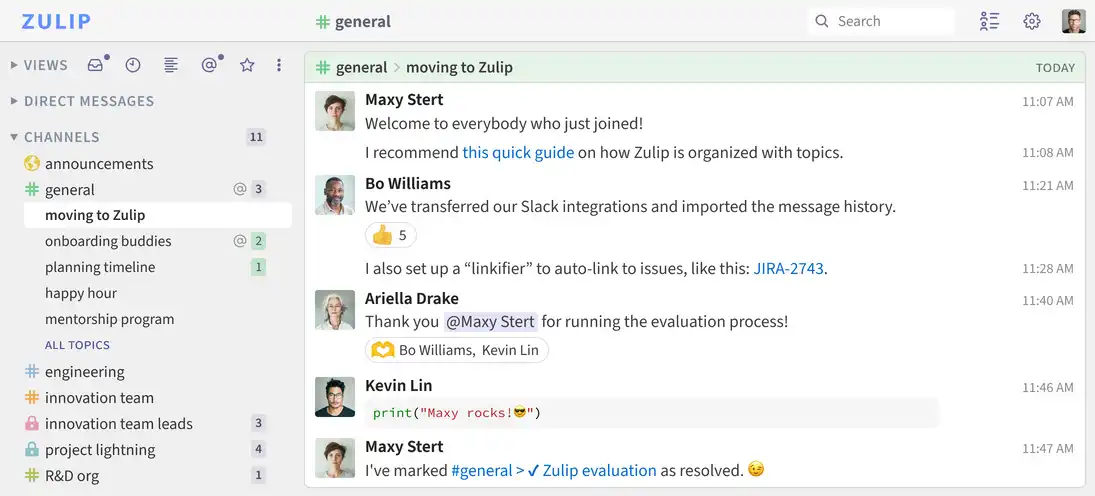 ZULIP
general
Search
VIEWS
DIRECT MESSAGES
CHANNELS 11
announcements
general @ 3
moving to Zulip
onboarding buddies @ 2
planning timeline 1
happy hour
mentorship program
ALL TOPICS
engineering
innovation team
innovation team leads 3
project lightning 4
R&D org 1
general > moving to Zulip TODAY
Maxy Stert 11:07 AM
Welcome to everybody who just joined!
I recommend this quick guide on how Zulip is organized with topics. 11:08 AM
Bo Williams 11:21 AM
We’ve transferred our Slack integrations and imported the message history.
👍 5
I also set up a “linkifier” to auto-link to issues, like this: JIRA-2743. 11:28 AM
Ariella Drake 11:40 AM
Thank you @Maxy Stert for running the evaluation process!
Bo Williams, Kevin Lin
Kevin Lin 11:46 AM
print("Maxy rocks!😎")
Maxy Stert 11:47 AM
I've marked #general > ✔ Zulip evaluation as resolved. 😉